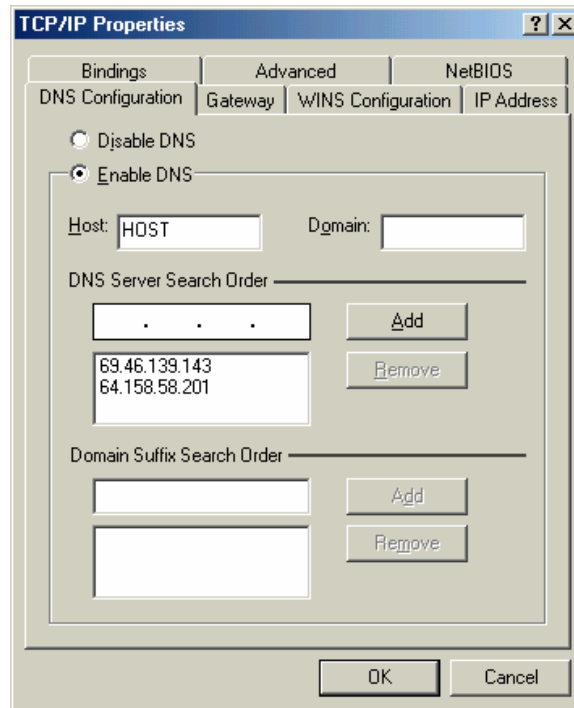 TCP/IP Properties
Bindings Advanced NetBIOS
DNS Configuration Gateway WINS Configuration IP Address
Disable DNS
Enable DNS
Host: HOST Domain:
DNS Server Search Order
. . . Add
69.46.139.143 Remove
64.158.58.201
Domain Suffix Search Order
Add
Remove
OK Cancel